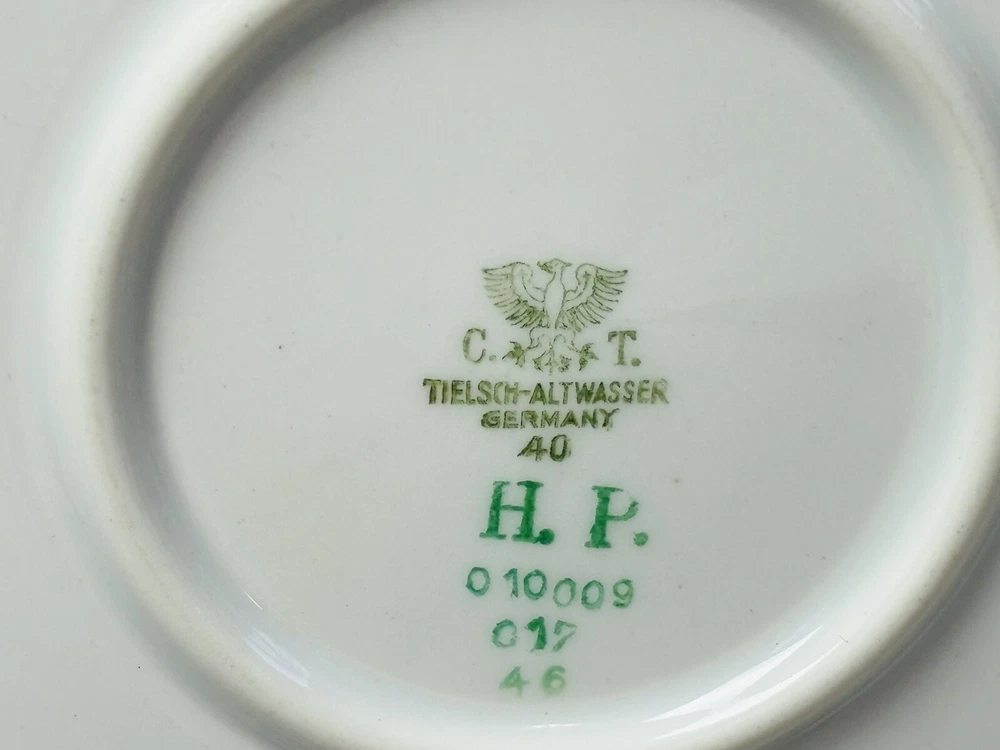 C. T.
TIELSCH-ALTWASSER
GERMANY
40
H. P.
010009
017
46